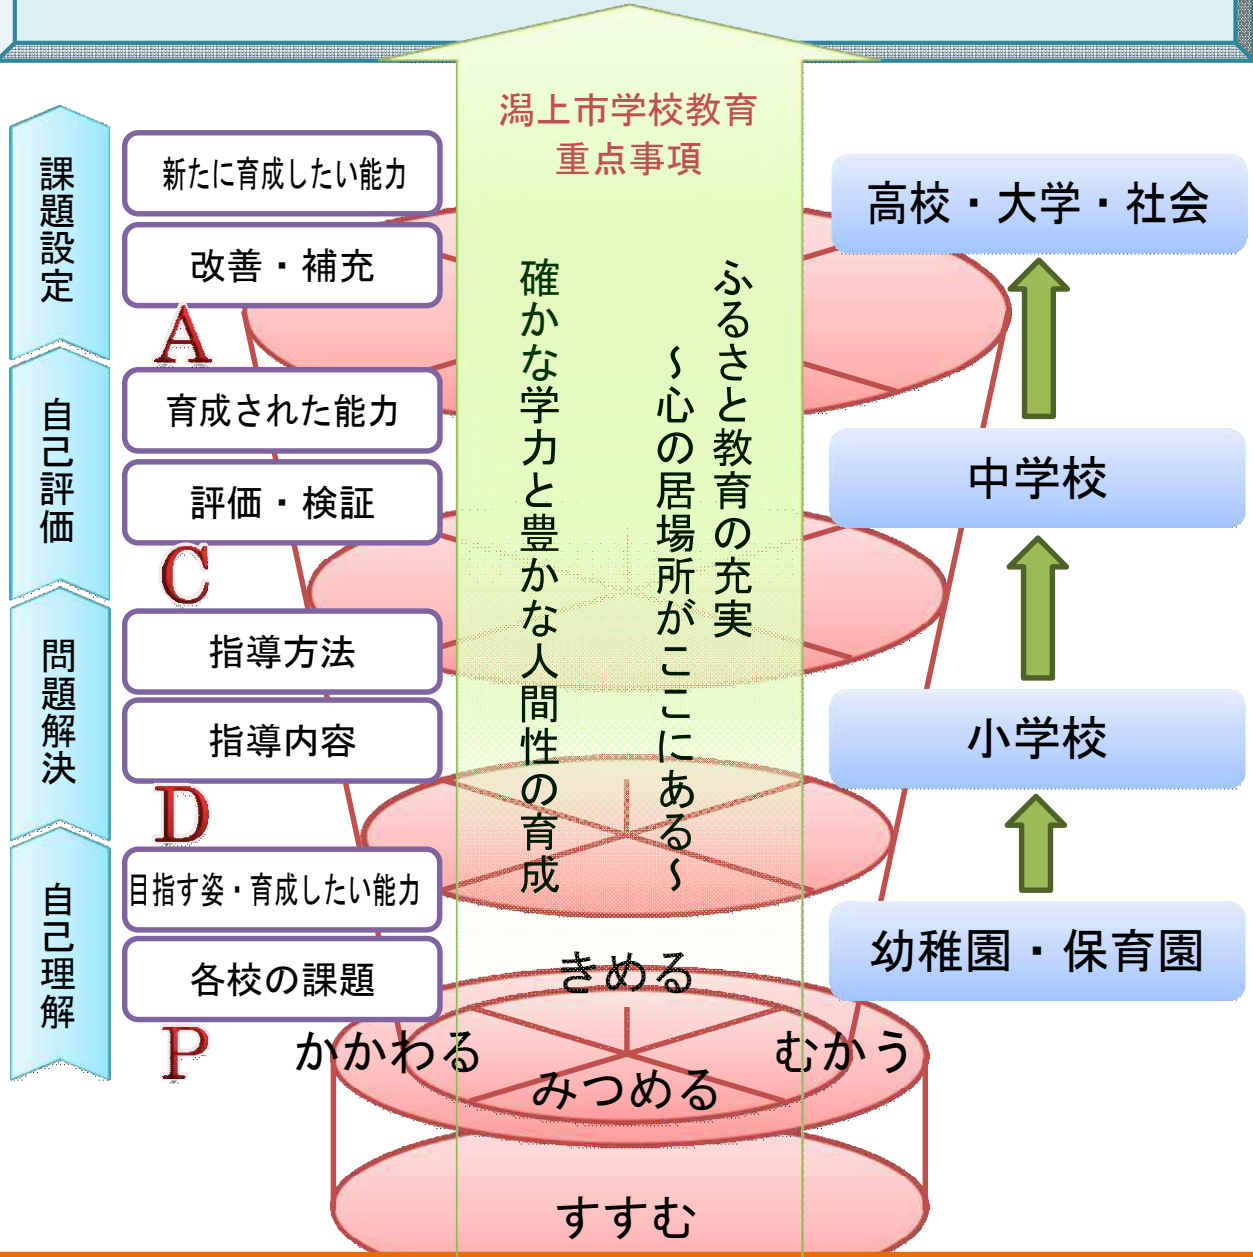 潟上市学校教育
重点事項
課題設定
自己評価
問題解決
自己理解
新たに育成したい能力
改善・補充
A
育成された能力
評価・検証
C
指導方法
指導内容
D
目指す姿・育成したい能力
各校の課題
P
ふるさと教育の充実
～心の居場所がここにある～
確かな学力と豊かな人間性の育成
高校・大学・社会
中学校
小学校
幼稚園・保育園
きめる
かかわる
むかう
みつめる
すすむ